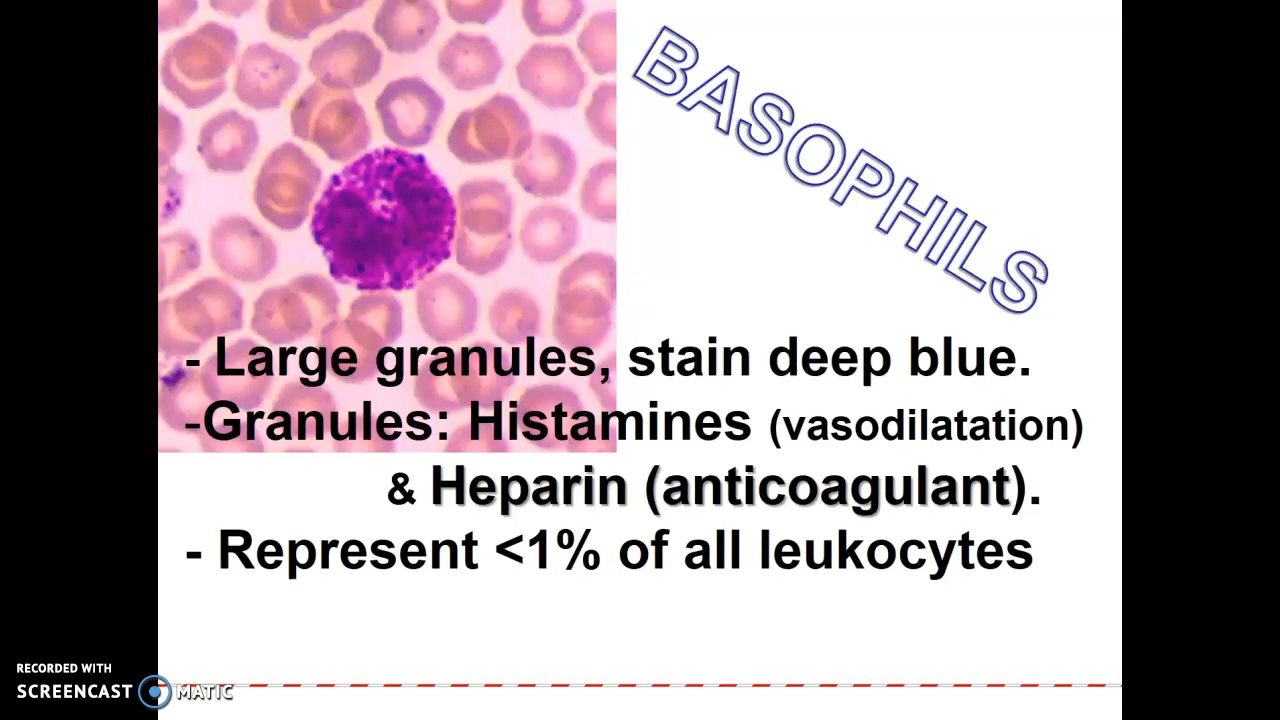 BASOPHILS
- Large granules, stain deep blue.
-Granules: Histamines (vasodilatation)
& Heparin (anticoagulant).
- Represent <1% of all leukocytes
RECORDED WITH
SCREENCAST MATIC